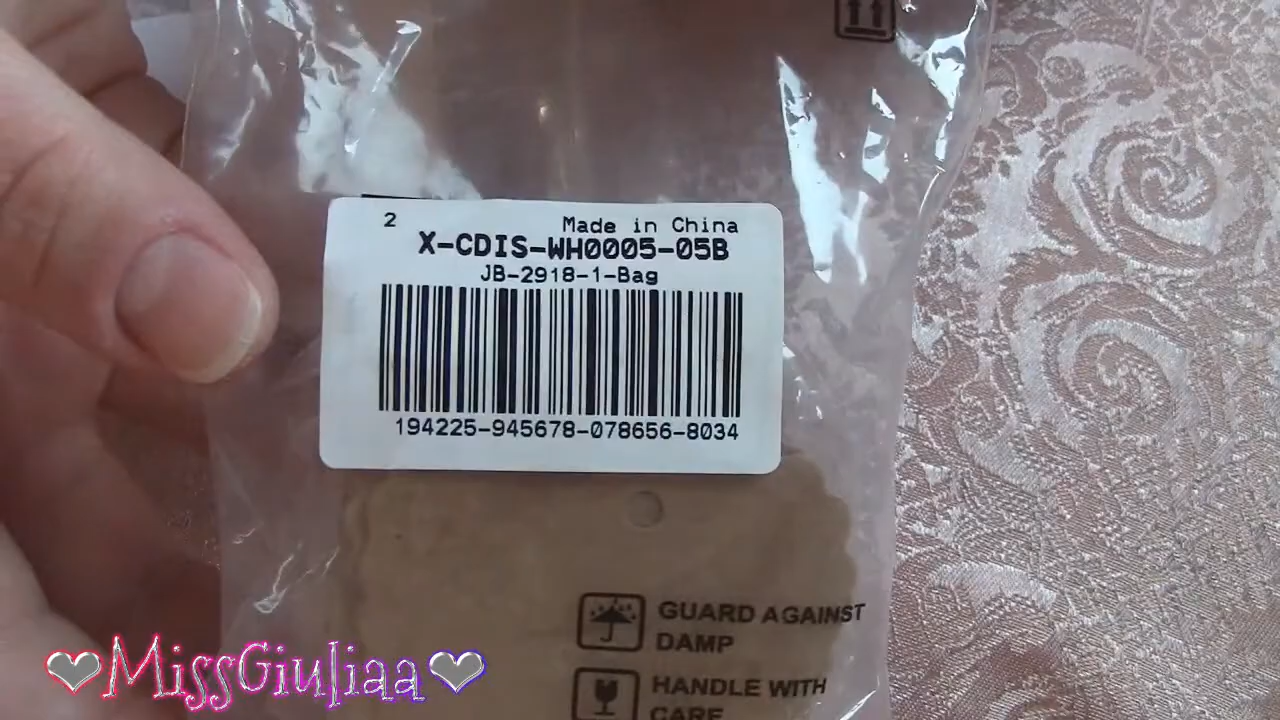 2 Made in China
X-CDIS-WH0005-05B
JB-2918-1-Bag
194225-945678-078656-8034
GUARD AGAINST
DAMP
HANDLE WITH
CARE
MissGiuliaa